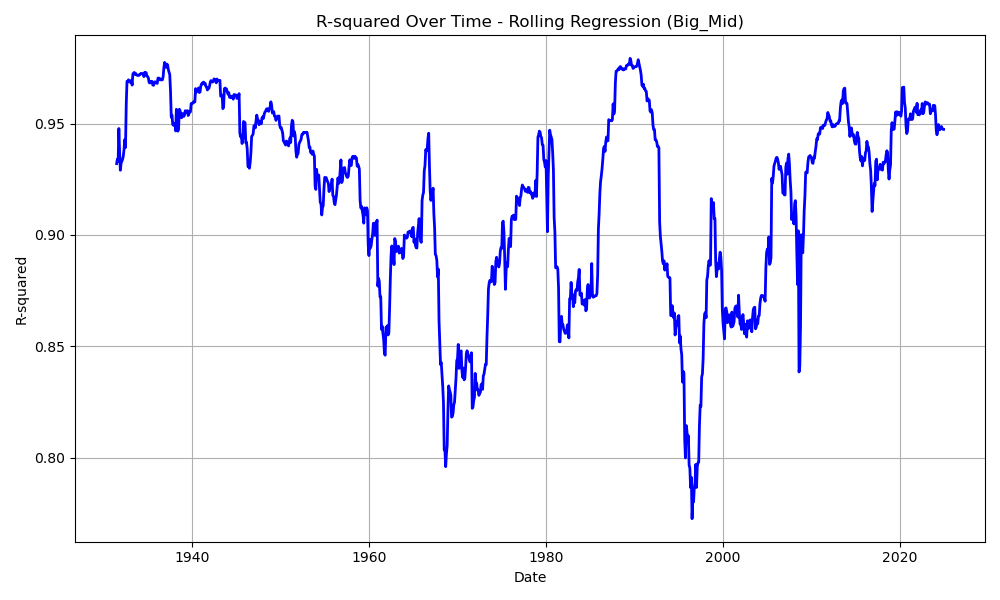 R-squared Over Time - Rolling Regression (Big_Mid)
R-squared
0.95
0.90
0.85
0.80
1940 1960 1980 2000 2020
Date